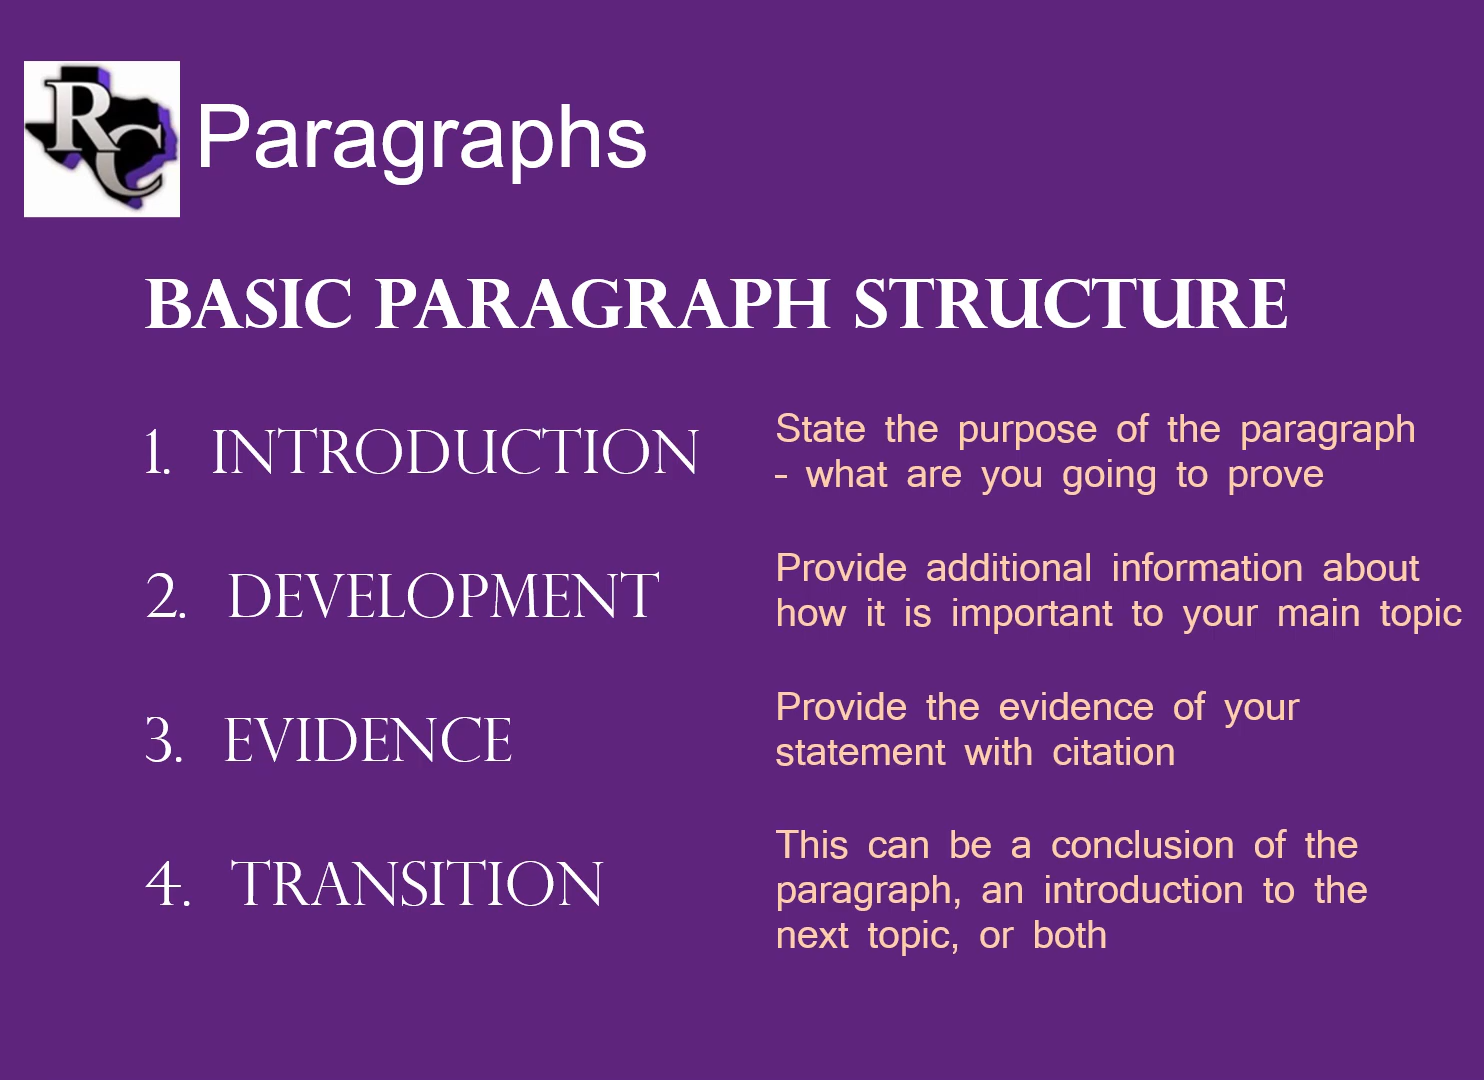 RC
Paragraphs
BASIC PARAGRAPH STRUCTURE
1. INTRODUCTION
State the purpose of the paragraph
– what are you going to prove
2. DEVELOPMENT
Provide additional information about
how it is important to your main topic
3. EVIDENCE
Provide the evidence of your
statement with citation
4. TRANSITION
This can be a conclusion of the
paragraph, an introduction to the
next topic, or both